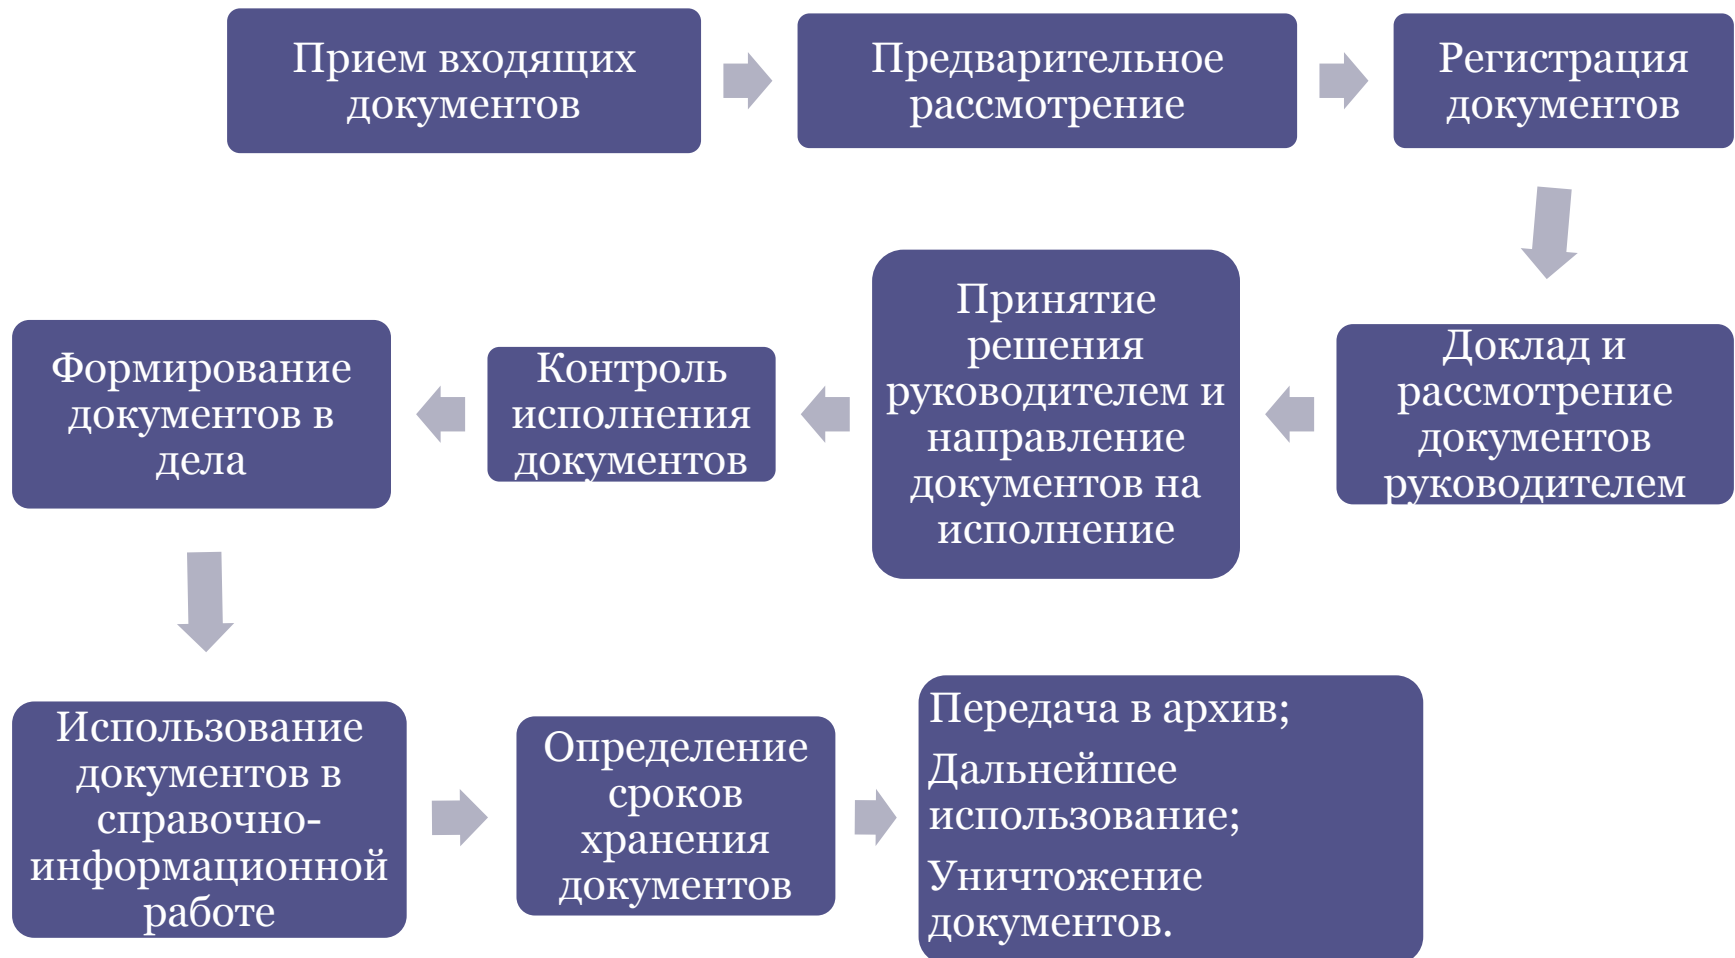 Прием входящих
документов
Предварительное
рассмотрение
Регистрация
документов
Доклад и
рассмотрение
документов
руководителем
Принятие
решения
руководителем и
направление
документов на
исполнение
Контроль
исполнения
документов
Формирование
документов в
дела
Использование
документов в
справочно-
информационной
работе
Определение
сроков
хранения
документов
Передача в архив;
Дальнейшее
использование;
Уничтожение
документов.